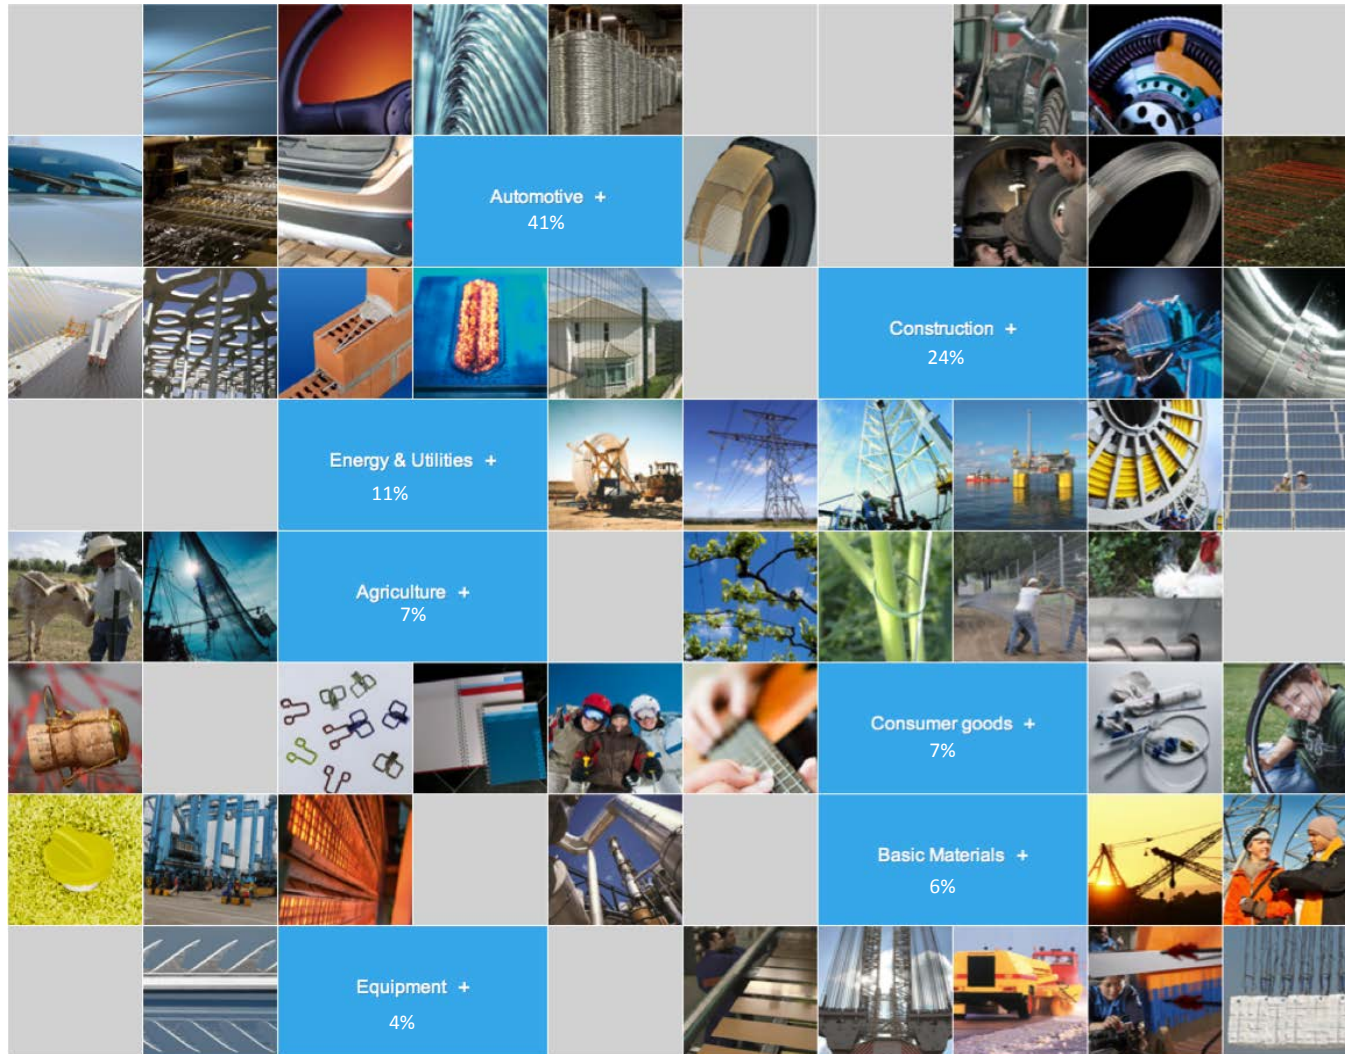 Automotive +
41%
Construction +
24%
Energy & Utilities +
11%
Agriculture +
7%
Consumer goods +
7%
Basic Materials +
6%
Equipment +
4%